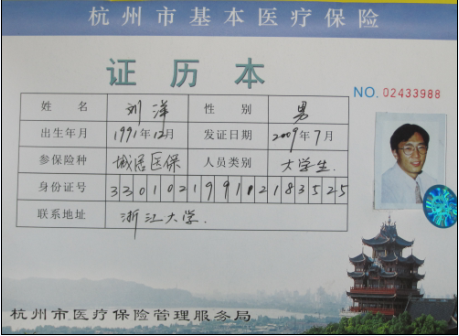 杭州市基本医疗保险
证历本
NO. 02433988
姓名 刘洋 性别 男
出生年月 1991年12月 发证日期 2009年7月
参保险种 城居医保 人员类别 大学生
身份证号 330102199102183525
联系地址 浙江大学.
杭州市医疗保险管理服务局